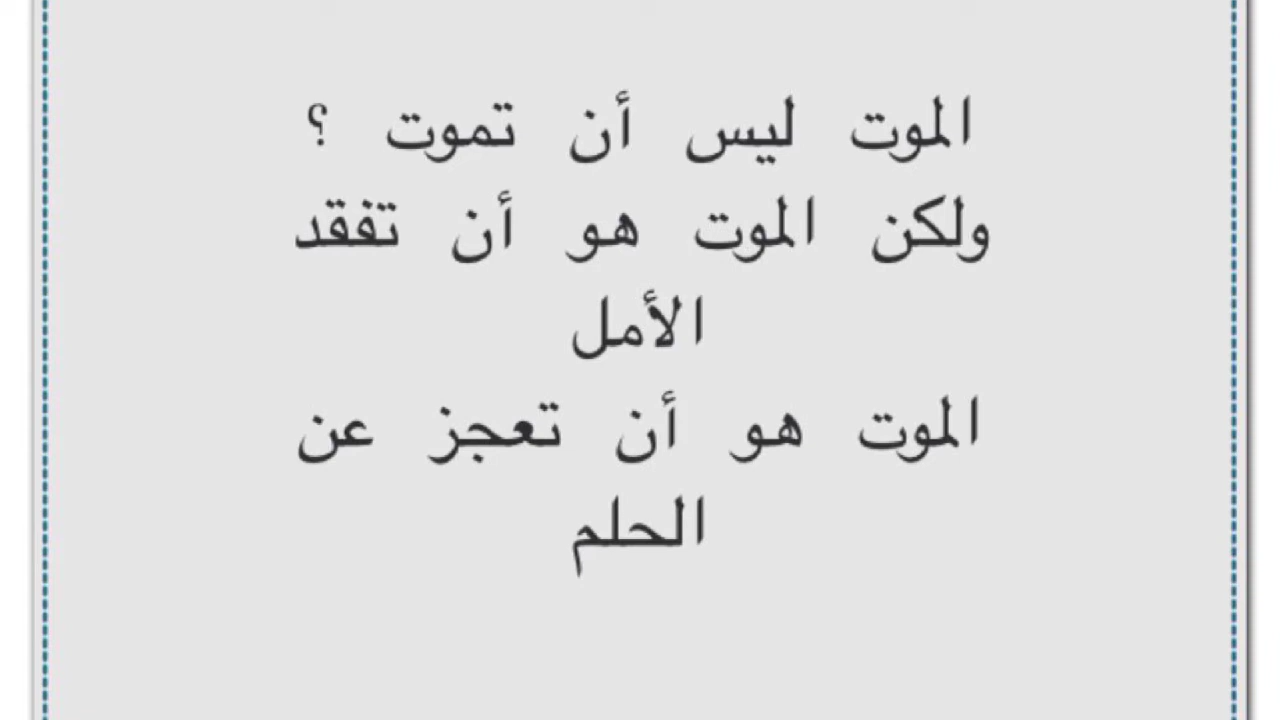 الموت ليس أن تموت ؟
ولكن الموت هو أن تفقد
الأمل
الموت هو أن تعجز عن
الحلم